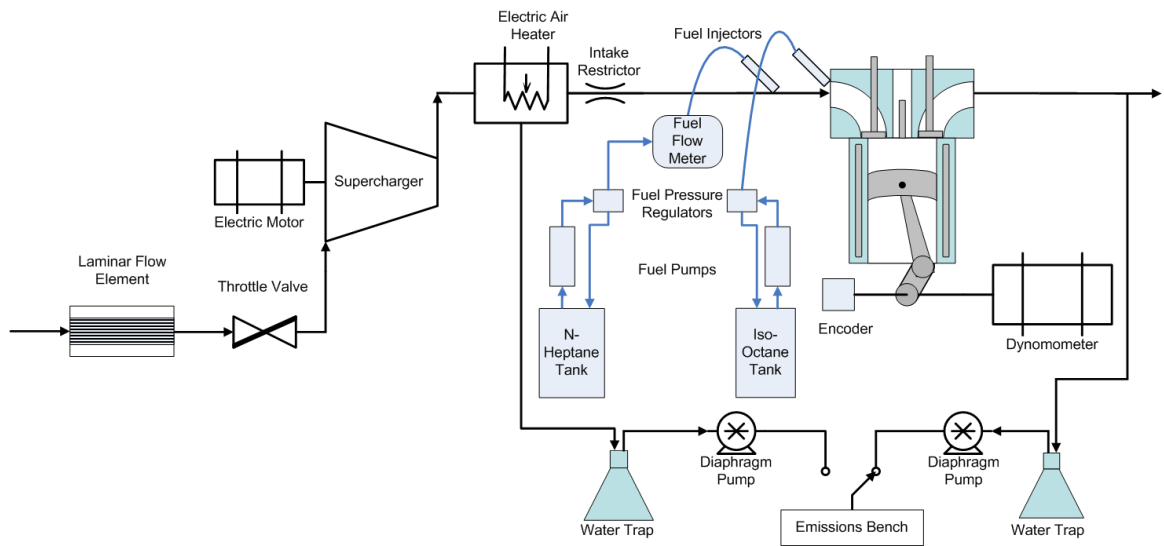 Electric Air
Heater
Intake
Restrictor
Fuel Injectors
Fuel
Flow
Meter
Supercharger
Electric Motor
Fuel Pressure
Regulators
Laminar Flow
Element
Throttle Valve
Fuel Pumps
N-
Heptane
Tank
Iso-
Octane
Tank
Encoder
Dynomometer
Diaphragm
Pump
Diaphragm
Pump
Water Trap
Emissions Bench
Water Trap